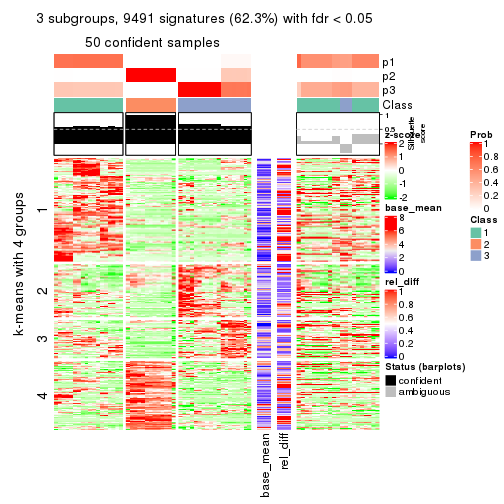 3 subgroups, 9491 signatures (62.3%) with fdr < 0.05
50 confident samples
p1
p2
p3
Class
1
0.5
0
Silhouette
score
k-means with 4 groups
1
2
3
4
base_mean
rel_diff
z-score
2
1
0
-1
-2
base_mean
8
6
4
2
0
rel_diff
1
0.8
0.6
0.4
0.2
0
Status (barplots)
confident
ambiguous
Prob
1
0.8
0.6
0.4
0.2
0
Class
1
2
3